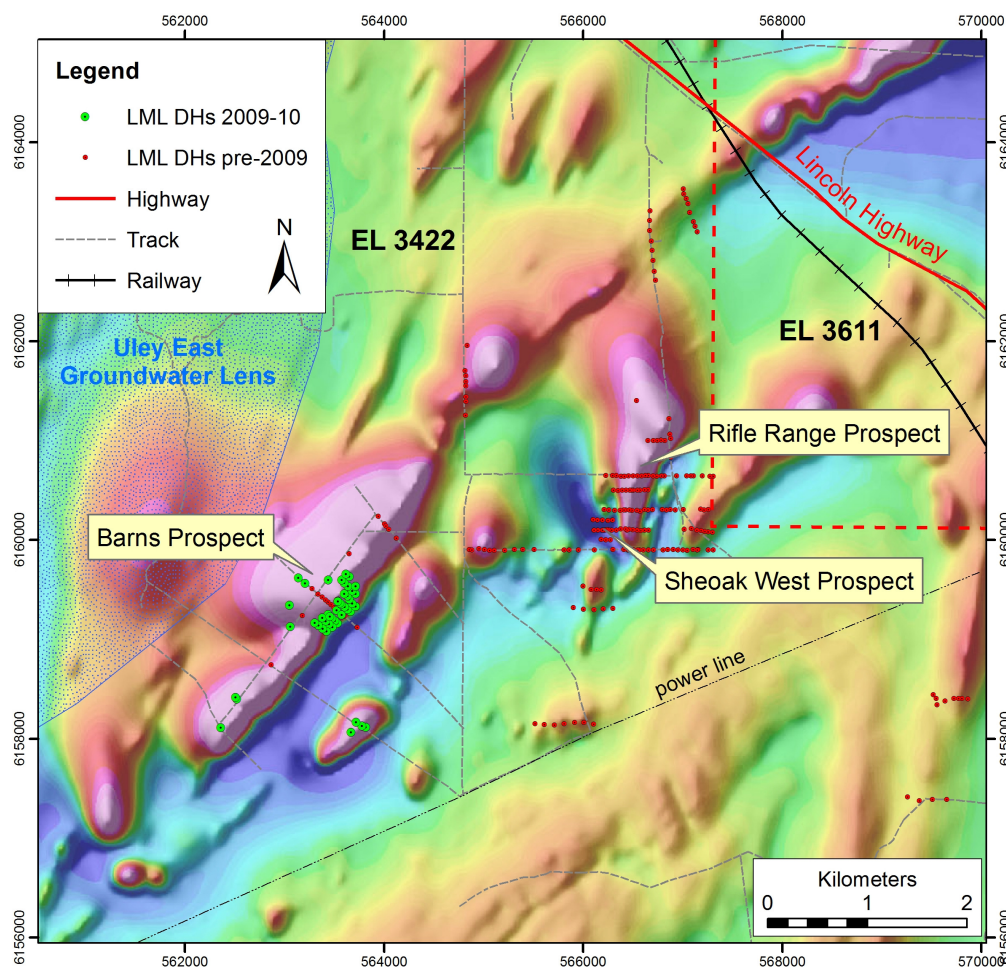 562000
564000
566000
568000
570000
Legend
LML DHs 2009-10
LML DHs pre-2009
Highway
Track
Railway
N
EL 3422
Lincoln Highway
EL 3611
Uley East
Groundwater Lens
Rifle Range Prospect
Barns Prospect
Sheoak West Prospect
power line
Kilometers
0
1
2
6164000
6162000
6160000
6158000
6156000
6164000
6162000
6160000
6158000
6156000
562000
564000
566000
568000
570000